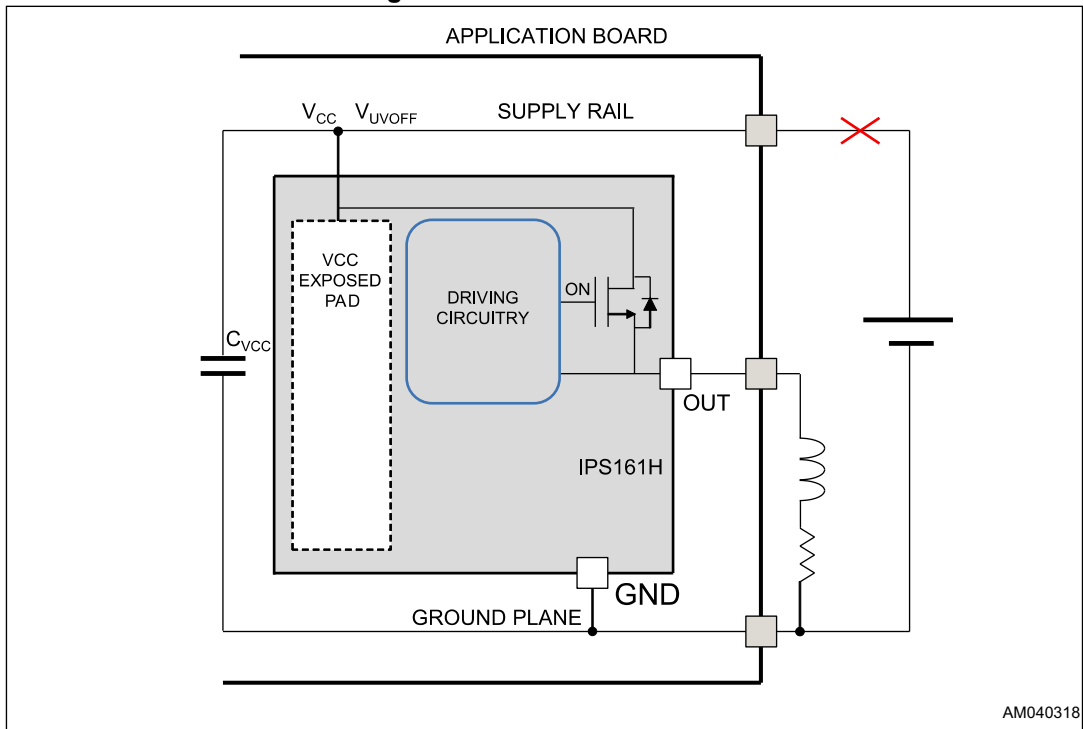 APPLICATION BOARD
VCC VUVOFF SUPPLY RAIL
VCC
EXPOSED
PAD
DRIVING
CIRCUITRY
ON
CVCC
OUT
IPS161H
GND
GROUND PLANE
AM040318